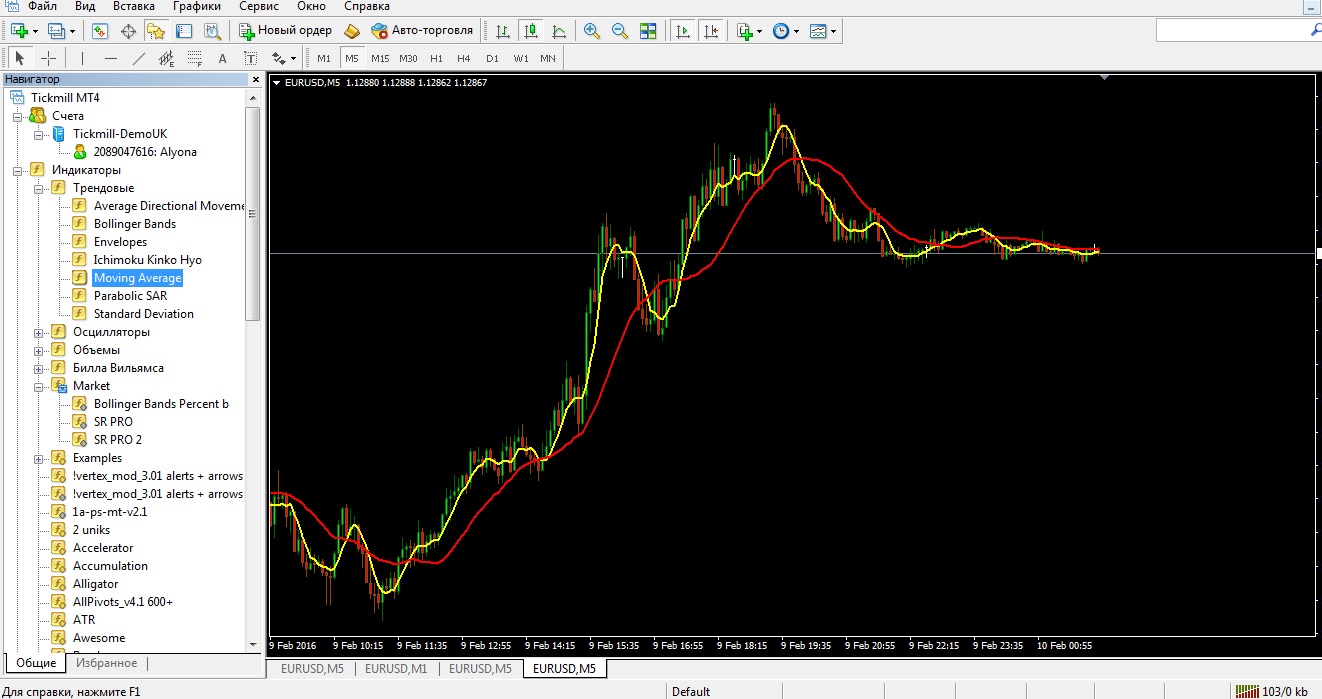 Файл Вид Вставка Графики Сервис Окно Справка
Новый ордер Авто-торговля
A T M1 M5 M15 M30 H1 H4 D1 W1 MN
Навигатор
EURUSD,M5 1.12880 1.12888 1.12862 1.12867
Tickmill MT4
Счета
Tickmill-DemoUK
2089047616: Alyona
Индикаторы
Трендовые
Average Directional Moveme
Bollinger Bands
Envelopes
Ichimoku Kinko Hyo
Moving Average
Parabolic SAR
Standard Deviation
Осцилляторы
Объемы
Билла Вильямса
Market
Bollinger Bands Percent b
SR PRO
SR PRO 2
Examples
!vertex_mod_3.01 alerts + arrows
!vertex_mod_3.01 alerts + arrows
1a-ps-mt-v2.1
2 uniks
Accelerator
Accumulation
Alligator
AllPivots_v4.1 600+
ATR
Awesome
9 Feb 2016 9 Feb 10:15 9 Feb 11:35 9 Feb 12:55 9 Feb 14:15 9 Feb 15:35 9 Feb 16:55 9 Feb 18:15 9 Feb 19:35 9 Feb 20:55 9 Feb 22:15 9 Feb 23:35 10 Feb 00:55
Общие Избранное
EURUSD,M5 EURUSD,M1 EURUSD,M5 EURUSD,M5
Для справки, нажмите F1 Default 103/0 kb